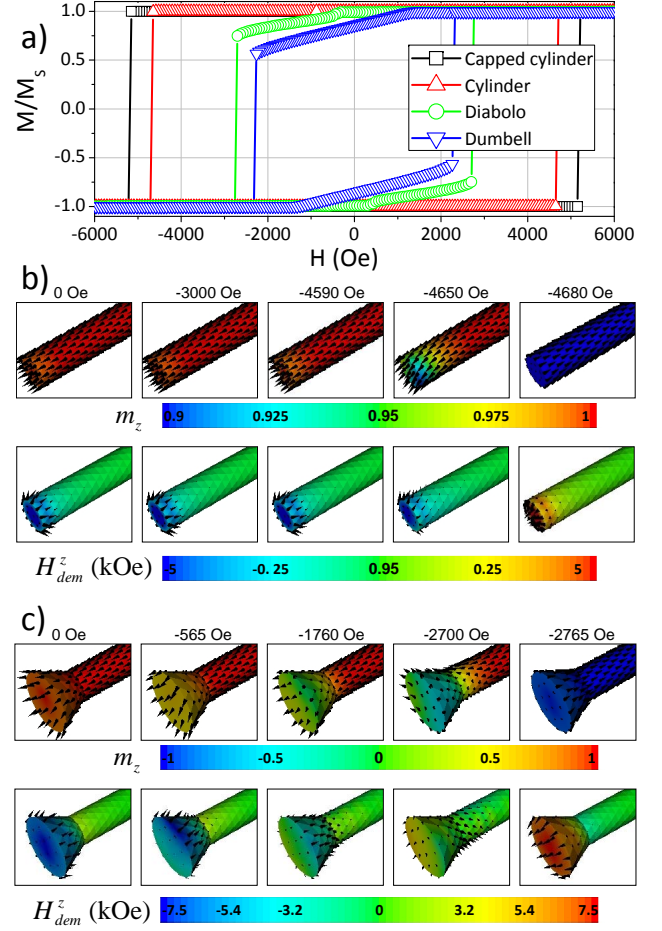 a)
M/Ms
1.0
0.5
0.0
-0.5
-1.0
Capped cylinder
Cylinder
Diabolo
Dumbell
-6000 -4000 -2000 0 2000 4000 6000
H (Oe)
b)
0 Oe -3000 Oe -4590 Oe -4650 Oe -4680 Oe
mz 0.9 0.925 0.95 0.975 1
H^z_dem (kOe) -5 -0. 25 0.95 0.25 5
c)
0 Oe -565 Oe -1760 Oe -2700 Oe -2765 Oe
mz -1 -0.5 0 0.5 1
H^z_dem (kOe) -7.5 -5.4 -3.2 0 3.2 5.4 7.5